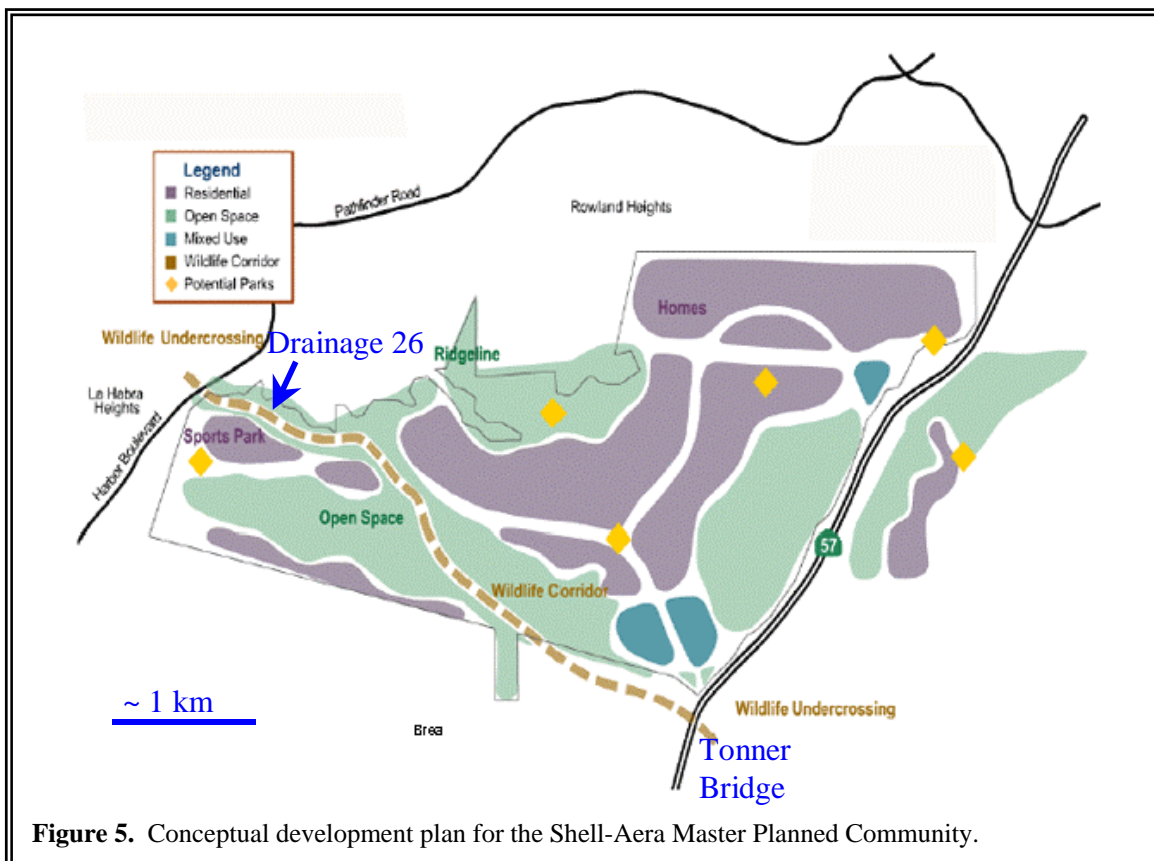 Legend
Residential
Open Space
Mixed Use
Wildlife Corridor
Potential Parks
Pathfinder Road
Rowland Heights
Homes
Wildlife Undercrossing
Drainage 26
Ridgeline
La Habra
Heights
Harbor Boulevard
Sports Park
Open Space
57
Wildlife Corridor
~ 1 km
Brea
Wildlife Undercrossing
Tonner
Bridge
Figure 5. Conceptual development plan for the Shell-Aera Master Planned Community.